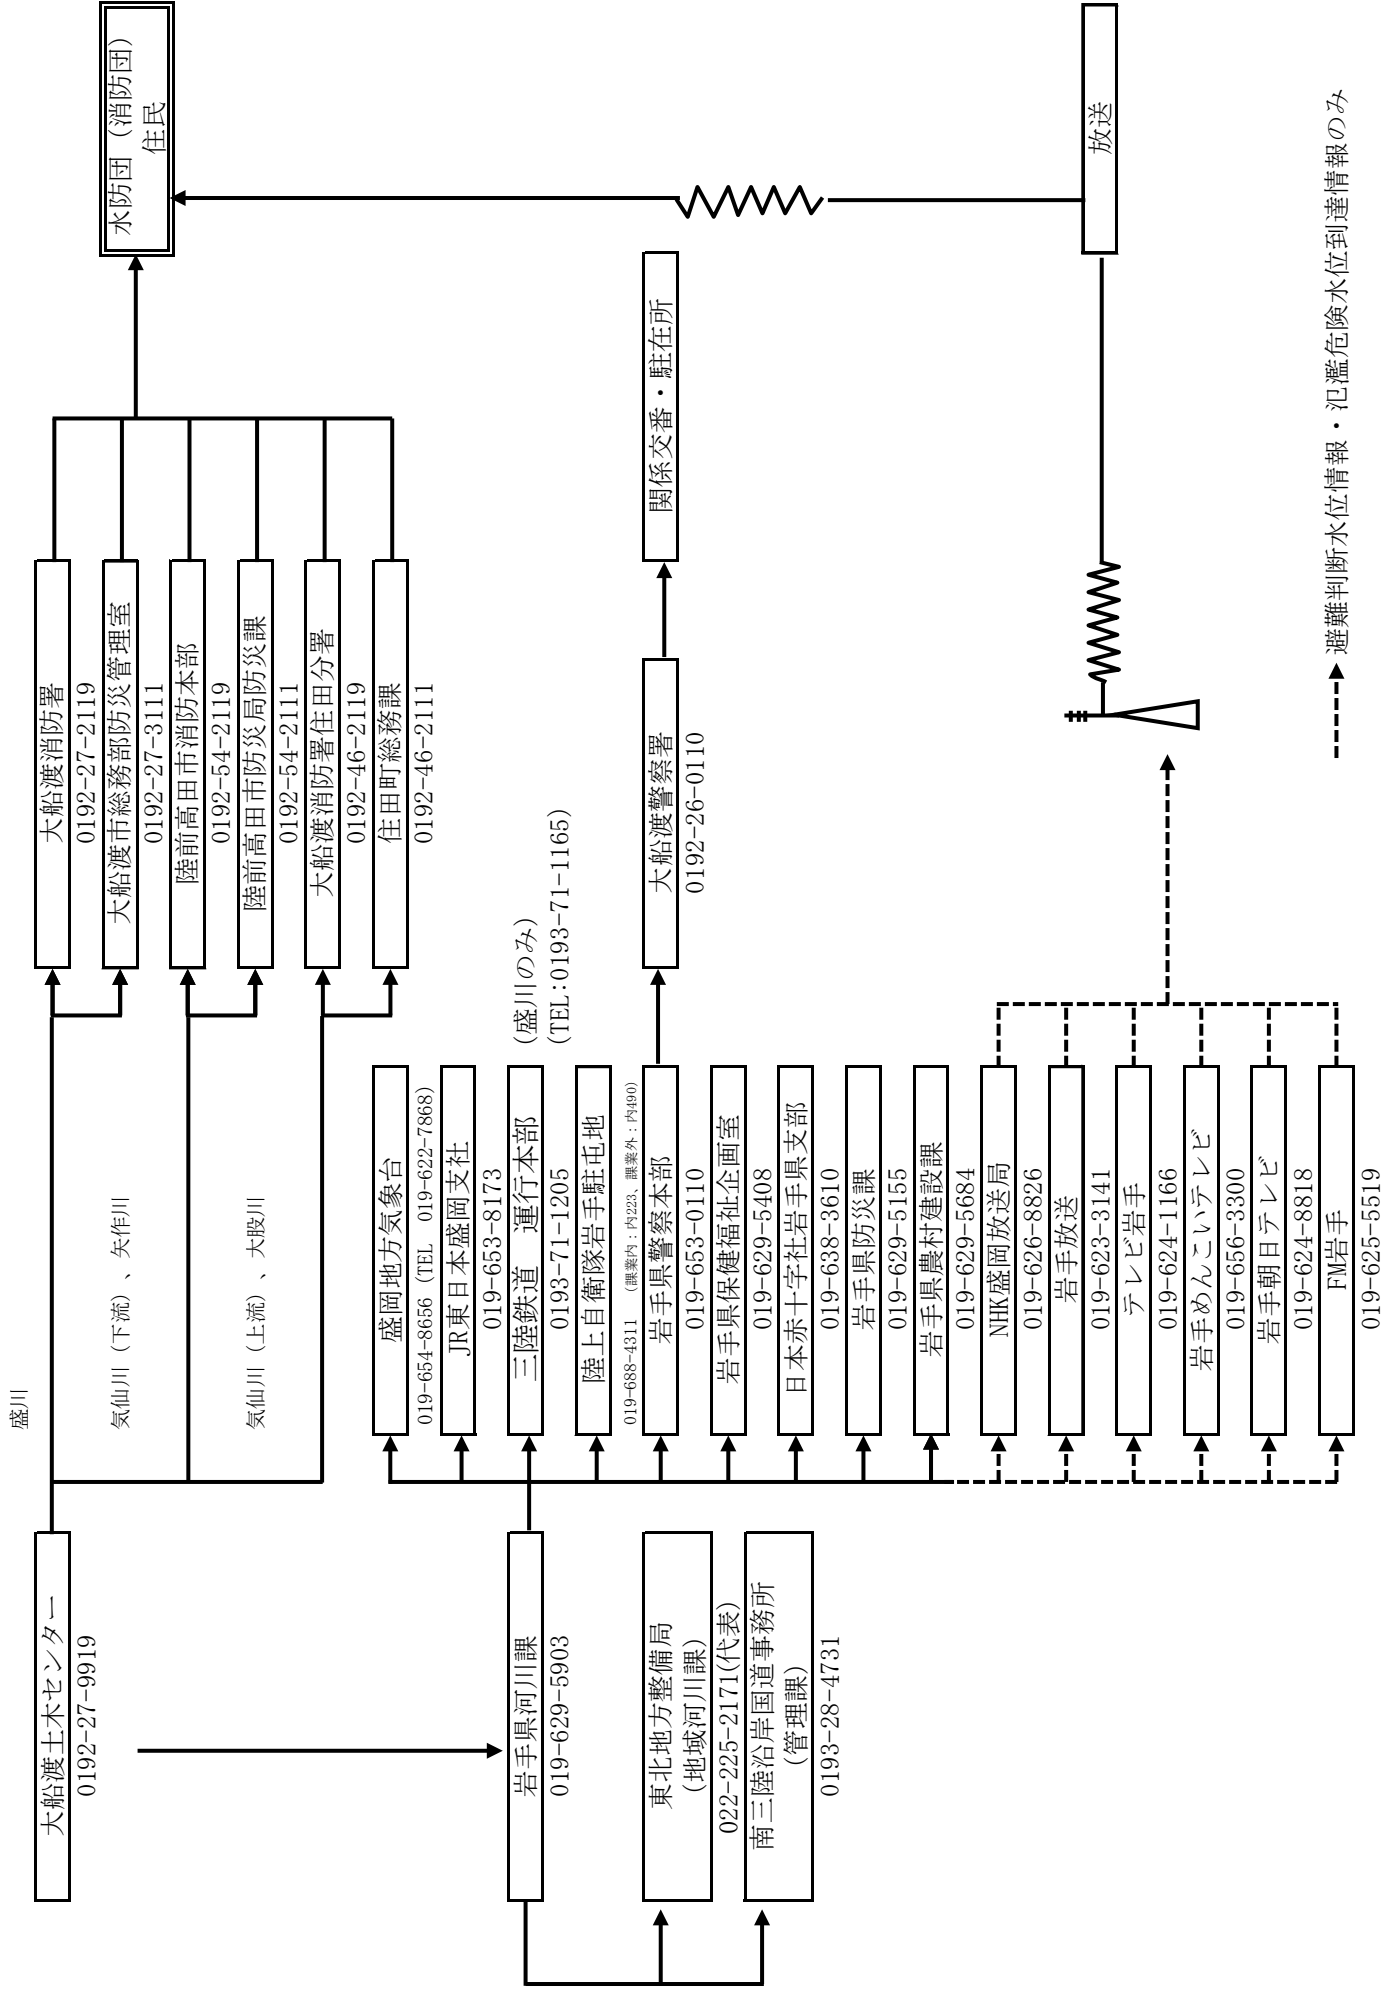 盛川
大船渡土木センター
0192-27-9919
気仙川（下流）、矢作川
気仙川（上流）、大股川
大船渡消防署
0192-27-2119
大船渡市総務部防災管理室
0192-27-3111
陸前高田市消防本部
0192-54-2119
陸前高田市防災局防災課
0192-54-2111
大船渡消防署住田分署
0192-46-2119
住田町総務課
0192-46-2111
水防団（消防団）
住民
岩手県河川課
019-629-5903
東北地方整備局
（地域河川課）
022-225-2171(代表)
南三陸沿岸国道事務所
（管理課）
0193-28-4731
盛岡地方気象台
019-654-8656（TEL　019-622-7868）
JR東日本盛岡支社
019-653-8173
三陸鉄道　運行本部
0193-71-1205
(盛川のみ)
(TEL:0193-71-1165)
陸上自衛隊岩手駐屯地
019-688-4311　（課業内：内223、課業外：内490）
岩手県警察本部
019-653-0110
大船渡警察署
0192-26-0110
関係交番・駐在所
岩手県保健福祉企画室
019-629-5408
日本赤十字社岩手県支部
019-638-3610
岩手県防災課
019-629-5155
岩手県農村建設課
019-629-5684
NHK盛岡放送局
019-626-8826
岩手放送
019-623-3141
テレビ岩手
019-624-1166
岩手めんこいテレビ
019-656-3300
岩手朝日テレビ
019-624-8818
FM岩手
019-625-5519
放送
避難判断水位情報・氾濫危険水位到達情報のみ